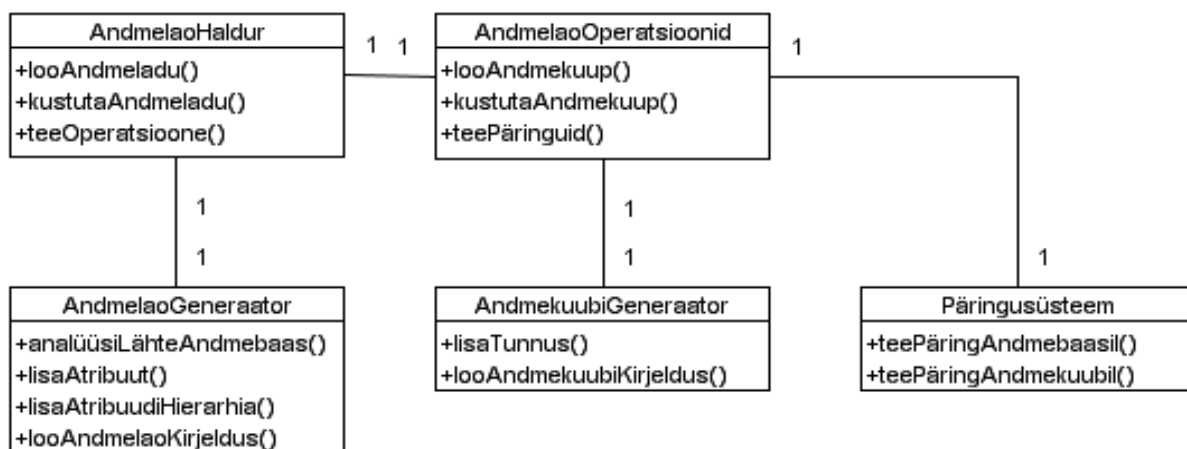 AndmelaoHaldur
+looAndmeladu()
+kustutaAndmeladu()
+teeOperatsioone()
1 1
AndmelaoOperatsioonid
+looAndmekuup()
+kustutaAndmekuup()
+teePäringuid()
1
1
1
1
1
1
AndmelaoGeneraator
+analüüsiLähteAndmebaas()
+lisaAtribuut()
+lisaAtribuudiHierarhia()
+looAndmelaoKirjeldus()
AndmekuubiGeneraator
+lisaTunnus()
+looAndmekuubiKirjeldus()
Päringusüsteem
+teePäringAndmebaasil()
+teePäringAndmekuubil()